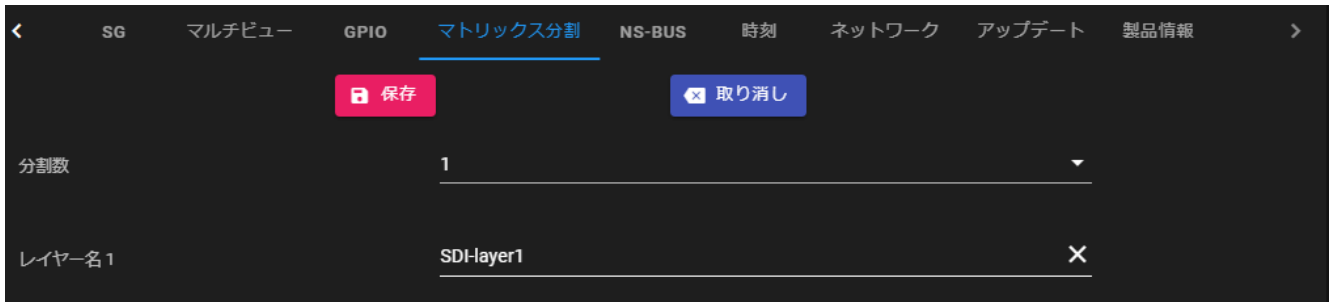 SG マルチビュー GPIO マトリックス分割 NS-BUS 時刻 ネットワーク アップデート 製品情報
保存 取り消し
分割数 1
レイヤー名1 SDI-layer1